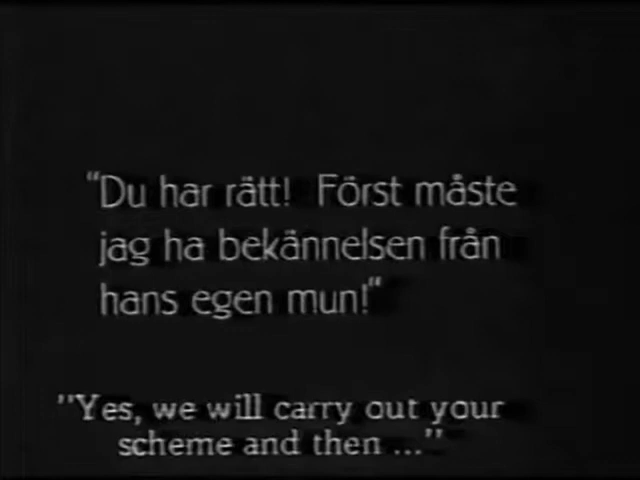 “Du har rätt! Först måste
jag ha bekännelsen från
hans egen mun!“
"Yes, we will carry out your
scheme and then ..."